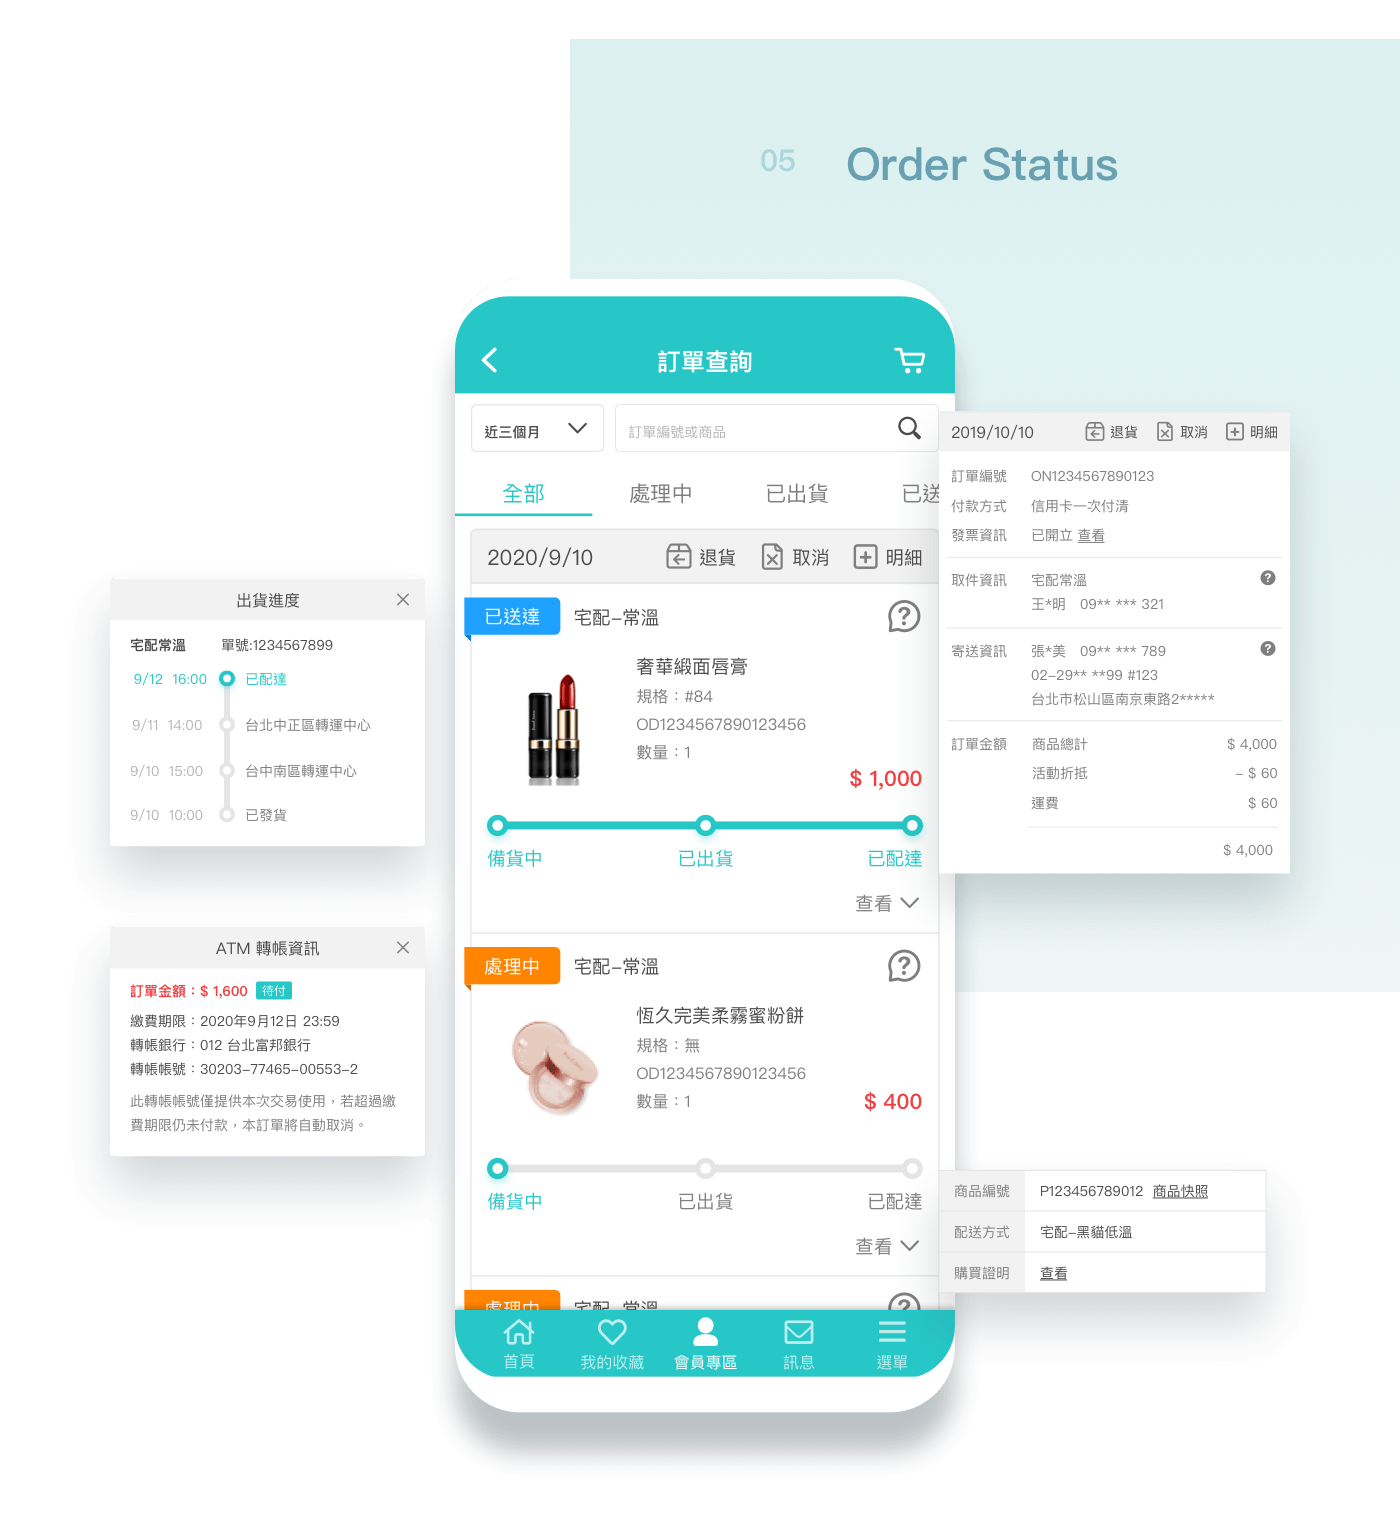 05 Order Status
訂單查詢
近三個月 訂單編號或商品
全部 處理中 已出貨 已送
2020/9/10 退貨 取消 明細
已送達 宅配-常溫
奢華緞面唇膏
規格：#84
OD1234567890123456
數量：1
$ 1,000
備貨中 已出貨 已配達
查看
處理中 宅配-常溫
恆久完美柔霧蜜粉餅
規格：無
OD1234567890123456
數量：1
$ 400
備貨中 已出貨 已配達
查看
處理中 宅配-常溫
首頁 我的收藏 會員專區 訊息 選單
出貨進度
宅配常溫 單號:1234567899
9/12 16:00 已配達
9/11 14:00 台北中正區轉運中心
9/10 15:00 台中南區轉運中心
9/10 10:00 已發貨
ATM 轉帳資訊
訂單金額：$ 1,600 待付
繳費期限：2020年9月12日 23:59
轉帳銀行：012 台北富邦銀行
轉帳帳號：30203-77465-00553-2
此轉帳帳號僅提供本次交易使用，若超過繳
費期限仍未付款，本訂單將自動取消。
2019/10/10 退貨 取消 明細
訂單編號 ON1234567890123
付款方式 信用卡一次付清
發票資訊 已開立 查看
取件資訊 宅配常溫
王*明 09** *** 321
寄送資訊 張*美 09** *** 789
02-29** **99 #123
台北市松山區南京東路2*****
訂單金額 商品總計 $ 4,000
活動折抵 - $ 60
運費 $ 60
$ 4,000
商品編號 P123456789012 商品快照
配送方式 宅配-黑貓低溫
購買證明 查看